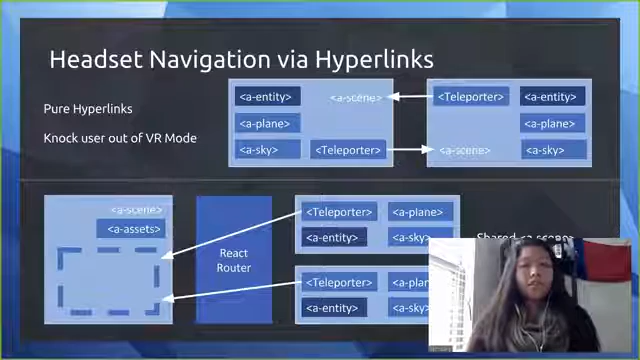 Headset Navigation via Hyperlinks
Pure Hyperlinks
Knock user out of VR Mode
<a-entity>
<a-scene>
<a-plane>
<a-sky>
<Teleporter>
<Teleporter>
<a-entity>
<a-plane>
<a-scene>
<a-sky>
<a-scene>
<a-assets>
React
Router
<Teleporter>
<a-plane>
<a-entity>
<a-sky>
Shared <a-scene>
<Teleporter>
<a-plan
<a-entity>
<a-sky